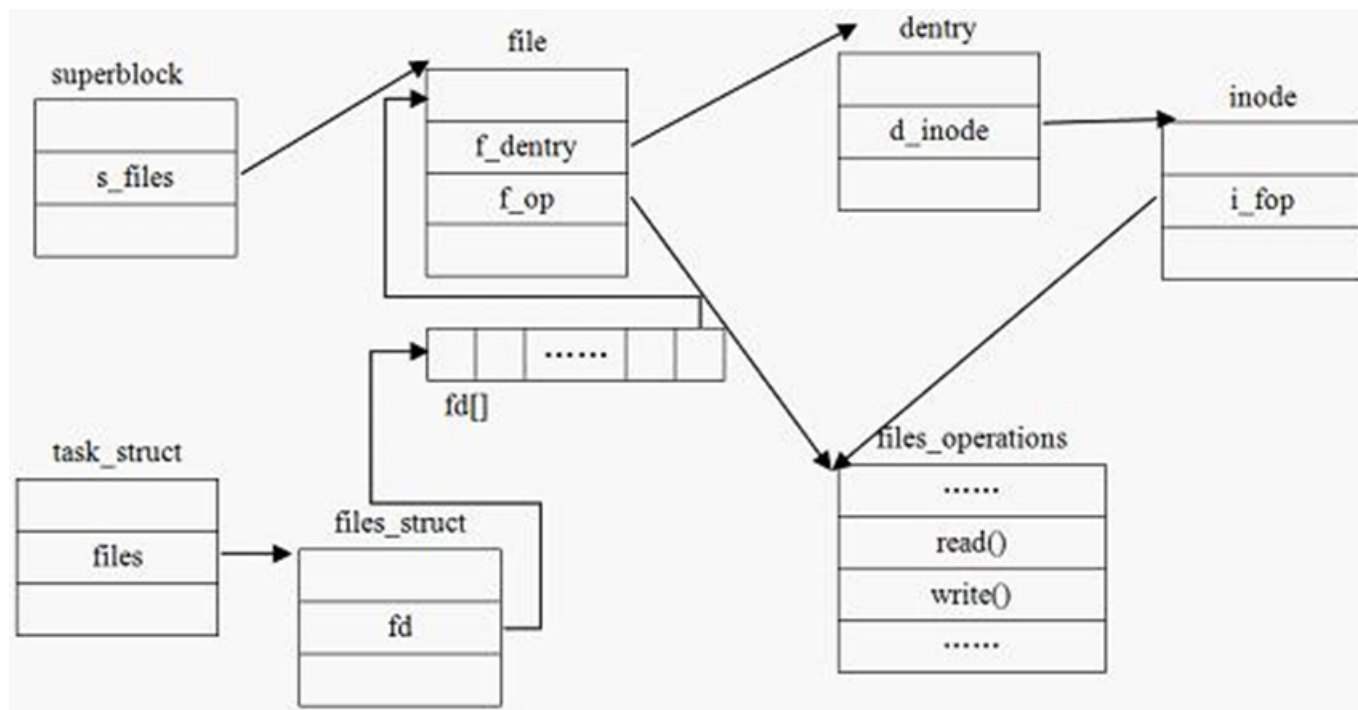 superblock
s_files
file
f_dentry
f_op
dentry
d_inode
inode
i_fop
......
fd[]
task_struct
files
files_struct
fd
files_operations
......
read()
write()
......